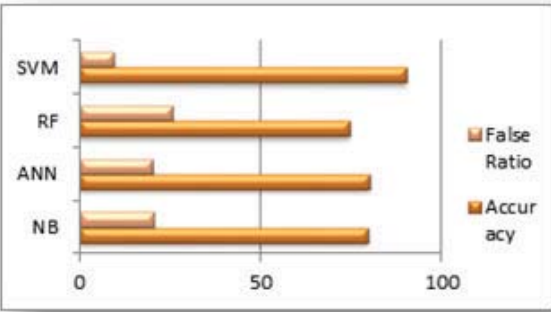 SVM
RF
ANN
NB
0 50 100
False
Ratio
Accur
acy